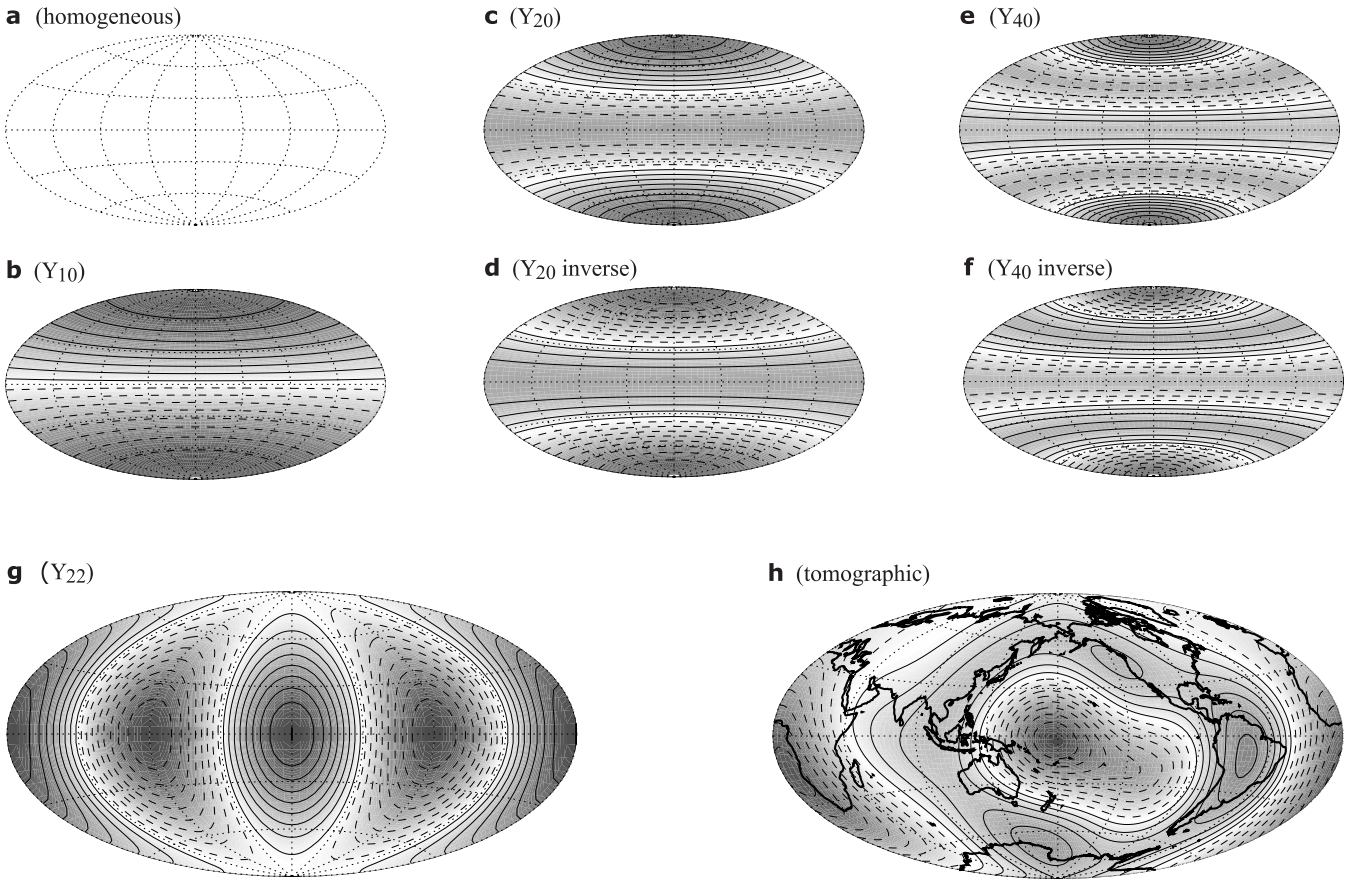 a (homogeneous)
c (Y20)
e (Y40)
b (Y10)
d (Y20 inverse)
f (Y40 inverse)
g (Y22)
h (tomographic)